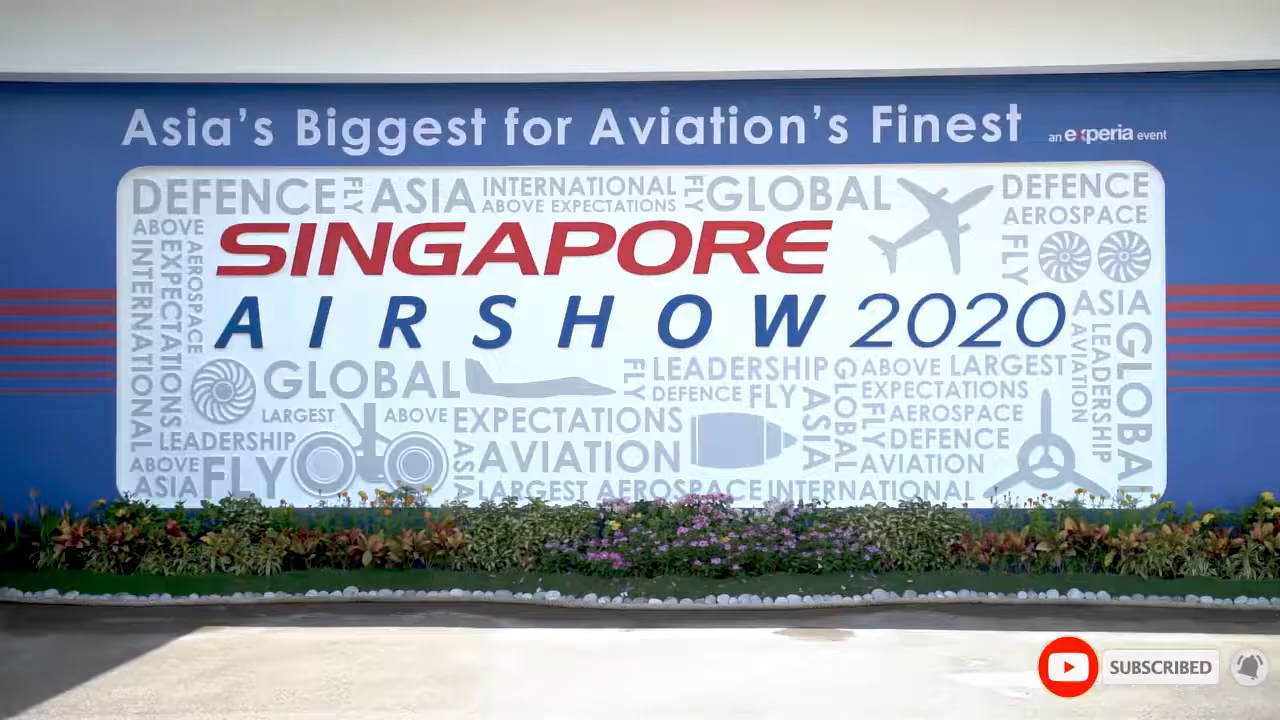 Asia's Biggest for Aviation's Finest
an experia event
DEFENCE FLY ASIA INTERNATIONAL FLY GLOBAL DEFENCE
ABOVE EXPECTATIONS
AEROSPACE
ABOVE
SINGAPORE
INTERNATIONAL
EXPECTATIONS
AEROSPACE
FLY
AIRSHOW 2020
ASIA
AVIATION
LEADERSHIP
GLOBAL
GLOBAL
FLY
LEADERSHIP
GLOBAL
ABOVE LARGEST
DEFENCE FLY
ASIA
EXPECTATIONS
LARGEST
ABOVE
EXPECTATIONS
FLY
AEROSPACE
LEADERSHIP
DEFENCE
ABOVE
FLY
ASIA
AVIATION
AVIATION
ASIA
LARGEST AEROSPACE INTERNATIONAL
SUBSCRIBED